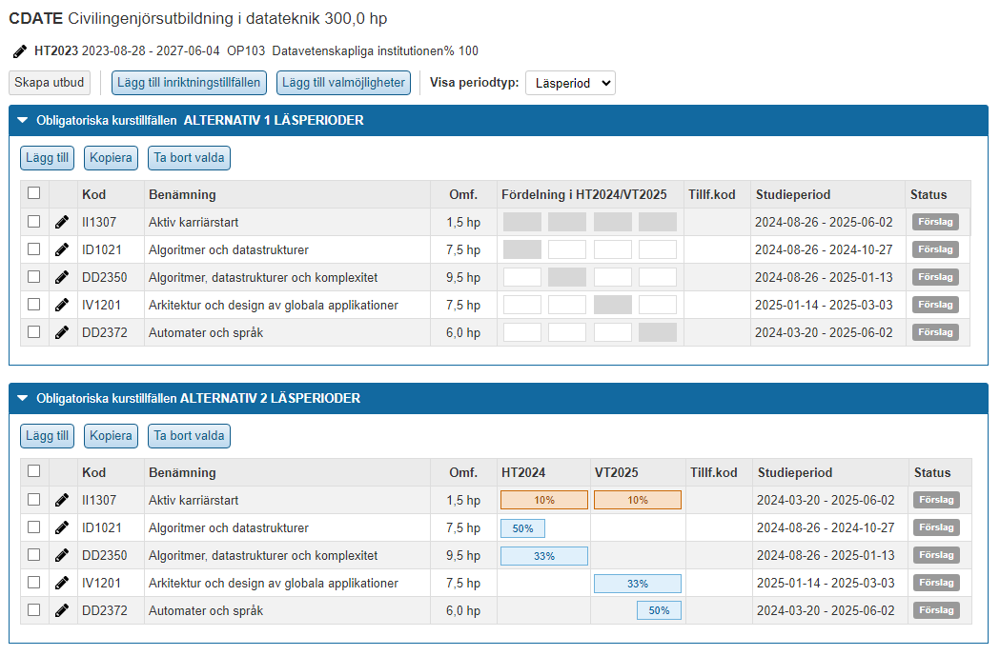 CDATE Civilingenjörsutbildning i datateknik 300,0 hp
HT2023 2023-08-28 - 2027-06-04 OP103 Datavetenskapliga institutionen% 100
Skapa utbud Lägg till inriktningstillfällen Lägg till valmöjligheter Visa periodtyp: Läsperiod
Obligatoriska kurstillfällen ALTERNATIV 1 LÄSPERIODER
Lägg till Kopiera Ta bort valda
Kod Benämning Omf. Fördelning i HT2024/VT2025 Tillf.kod Studieperiod Status
II1307 Aktiv karriärstart 1,5 hp 2024-08-26 - 2025-06-02 Förslag
ID1021 Algoritmer och datastrukturer 7,5 hp 2024-08-26 - 2024-10-27 Förslag
DD2350 Algoritmer, datastrukturer och komplexitet 9,5 hp 2024-08-26 - 2025-01-13 Förslag
IV1201 Arkitektur och design av globala applikationer 7,5 hp 2025-01-14 - 2025-03-03 Förslag
DD2372 Automater och språk 6,0 hp 2024-03-20 - 2025-06-02 Förslag
Obligatoriska kurstillfällen ALTERNATIV 2 LÄSPERIODER
Lägg till Kopiera Ta bort valda
Kod Benämning Omf. HT2024 VT2025 Tillf.kod Studieperiod Status
II1307 Aktiv karriärstart 1,5 hp 10% 10% 2024-03-20 - 2025-06-02 Förslag
ID1021 Algoritmer och datastrukturer 7,5 hp 50% 2024-08-26 - 2024-10-27 Förslag
DD2350 Algoritmer, datastrukturer och komplexitet 9,5 hp 33% 2024-08-26 - 2025-01-13 Förslag
IV1201 Arkitektur och design av globala applikationer 7,5 hp 33% 2025-01-14 - 2025-03-03 Förslag
DD2372 Automater och språk 6,0 hp 50% 2024-03-20 - 2025-06-02 Förslag